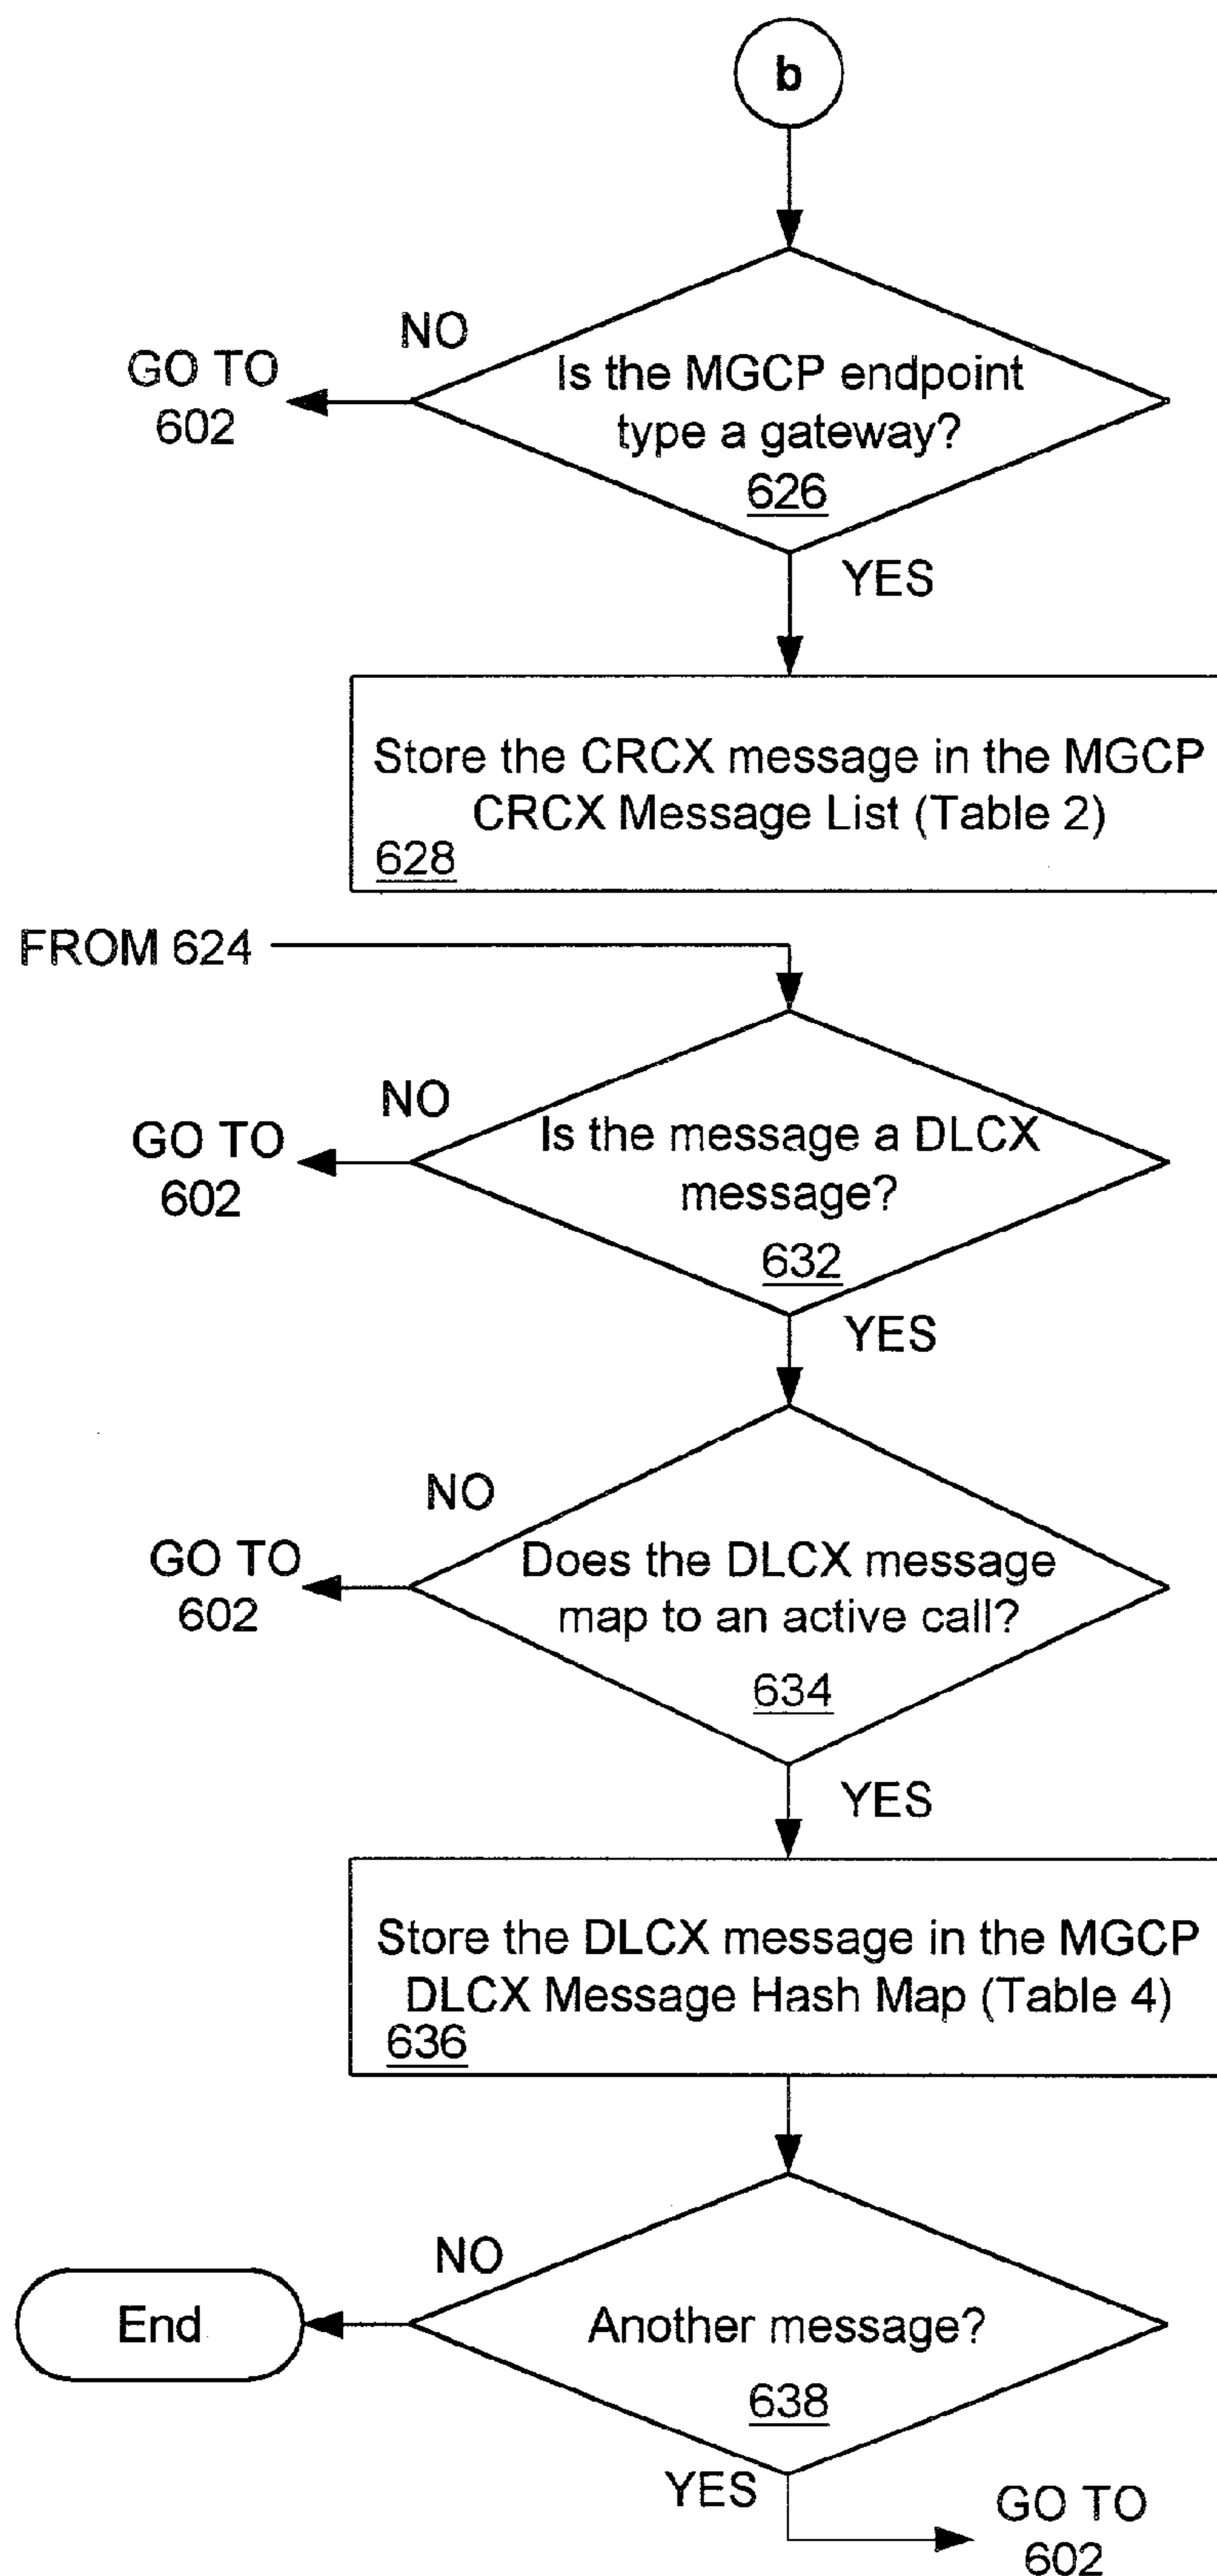 b
NO
GO TO
602
Is the MGCP endpoint
type a gateway?
626
YES
Store the CRCX message in the MGCP
CRCX Message List (Table 2)
628
FROM 624
NO
GO TO
602
Is the message a DLCX
message?
632
YES
NO
GO TO
602
Does the DLCX message
map to an active call?
634
YES
Store the DLCX message in the MGCP
DLCX Message Hash Map (Table 4)
636
NO
End
Another message?
638
YES
GO TO
602